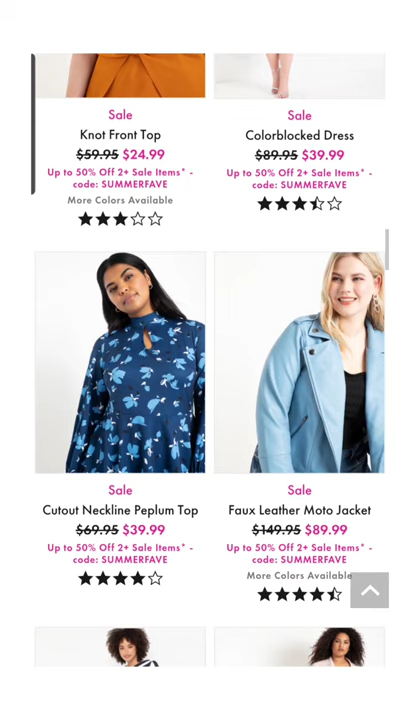 Sale
Knot Front Top
$59.95 $24.99
Up to 50% Off 2+ Sale Items* -
code: SUMMERFAVE
More Colors Available
Sale
Colorblocked Dress
$89.95 $39.99
Up to 50% Off 2+ Sale Items* -
code: SUMMERFAVE
Sale
Cutout Neckline Peplum Top
$69.95 $39.99
Up to 50% Off 2+ Sale Items* -
code: SUMMERFAVE
Sale
Faux Leather Moto Jacket
$149.95 $89.99
Up to 50% Off 2+ Sale Items* -
code: SUMMERFAVE
More Colors Available